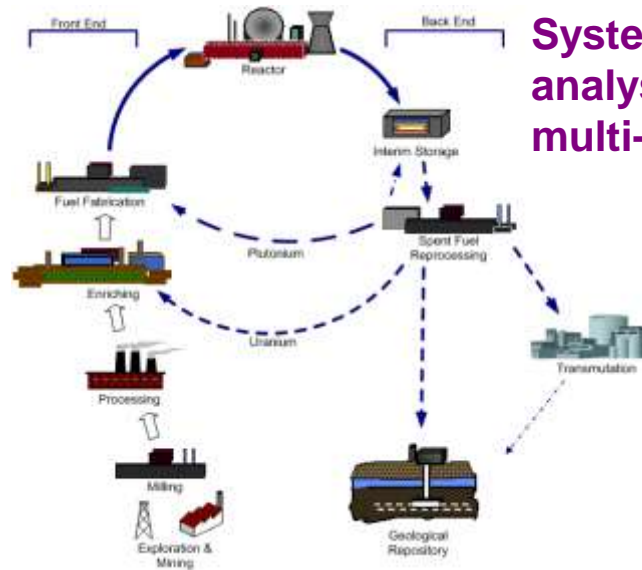 Front End
Back End
Reactor
Interim Storage
Fuel Fabrication
Plutonium
Spent Fuel
Reprocessing
Enriching
Uranium
Transmutation
Processing
Milling
Geological
Repository
Exploration &
Mining
Syste
analys
multi-